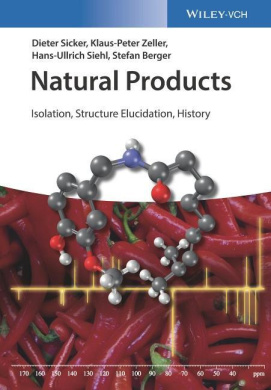 WILEY-VCH
Dieter Sicker, Klaus-Peter Zeller,
Hans-Ullrich Siehl, Stefan Berger
Natural Products
Isolation, Structure Elucidation, History
170 160 150 140 130 120 110 100 90 80 70 60 50 40 ppm